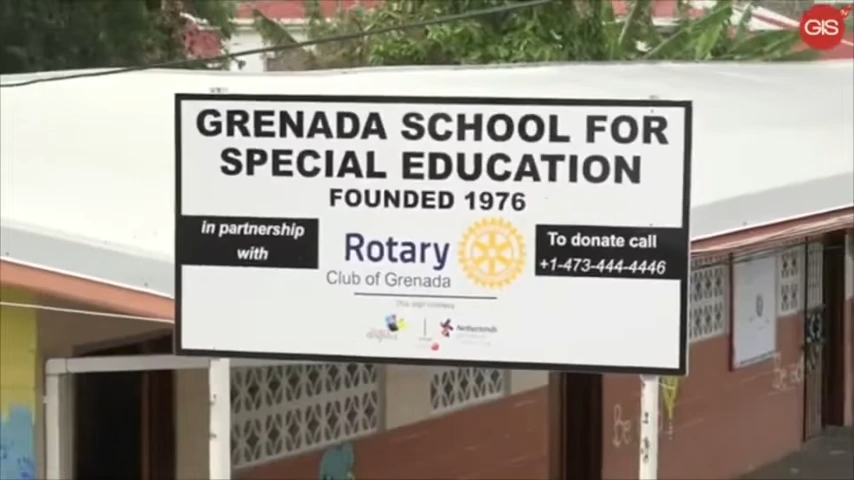 GIS
GRENADA SCHOOL FOR
SPECIAL EDUCATION
FOUNDED 1976
in partnership
with
Rotary
Club of Grenada
To donate call
+1-473-444-4446